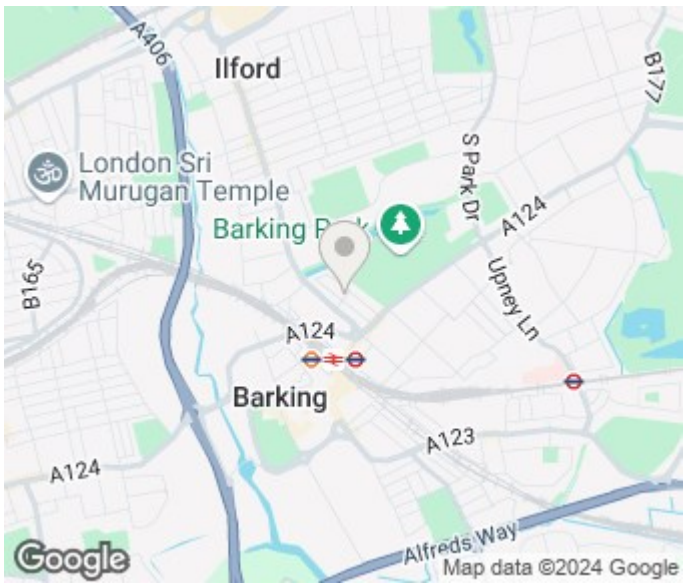 A406
Ilford
B177
London Sri
Murugan Temple
S Park Dr
A124
Barking Park
Upney Ln
B165
A124
Barking
A123
A124
Alfreds Way
Google
Map data ©2024 Google